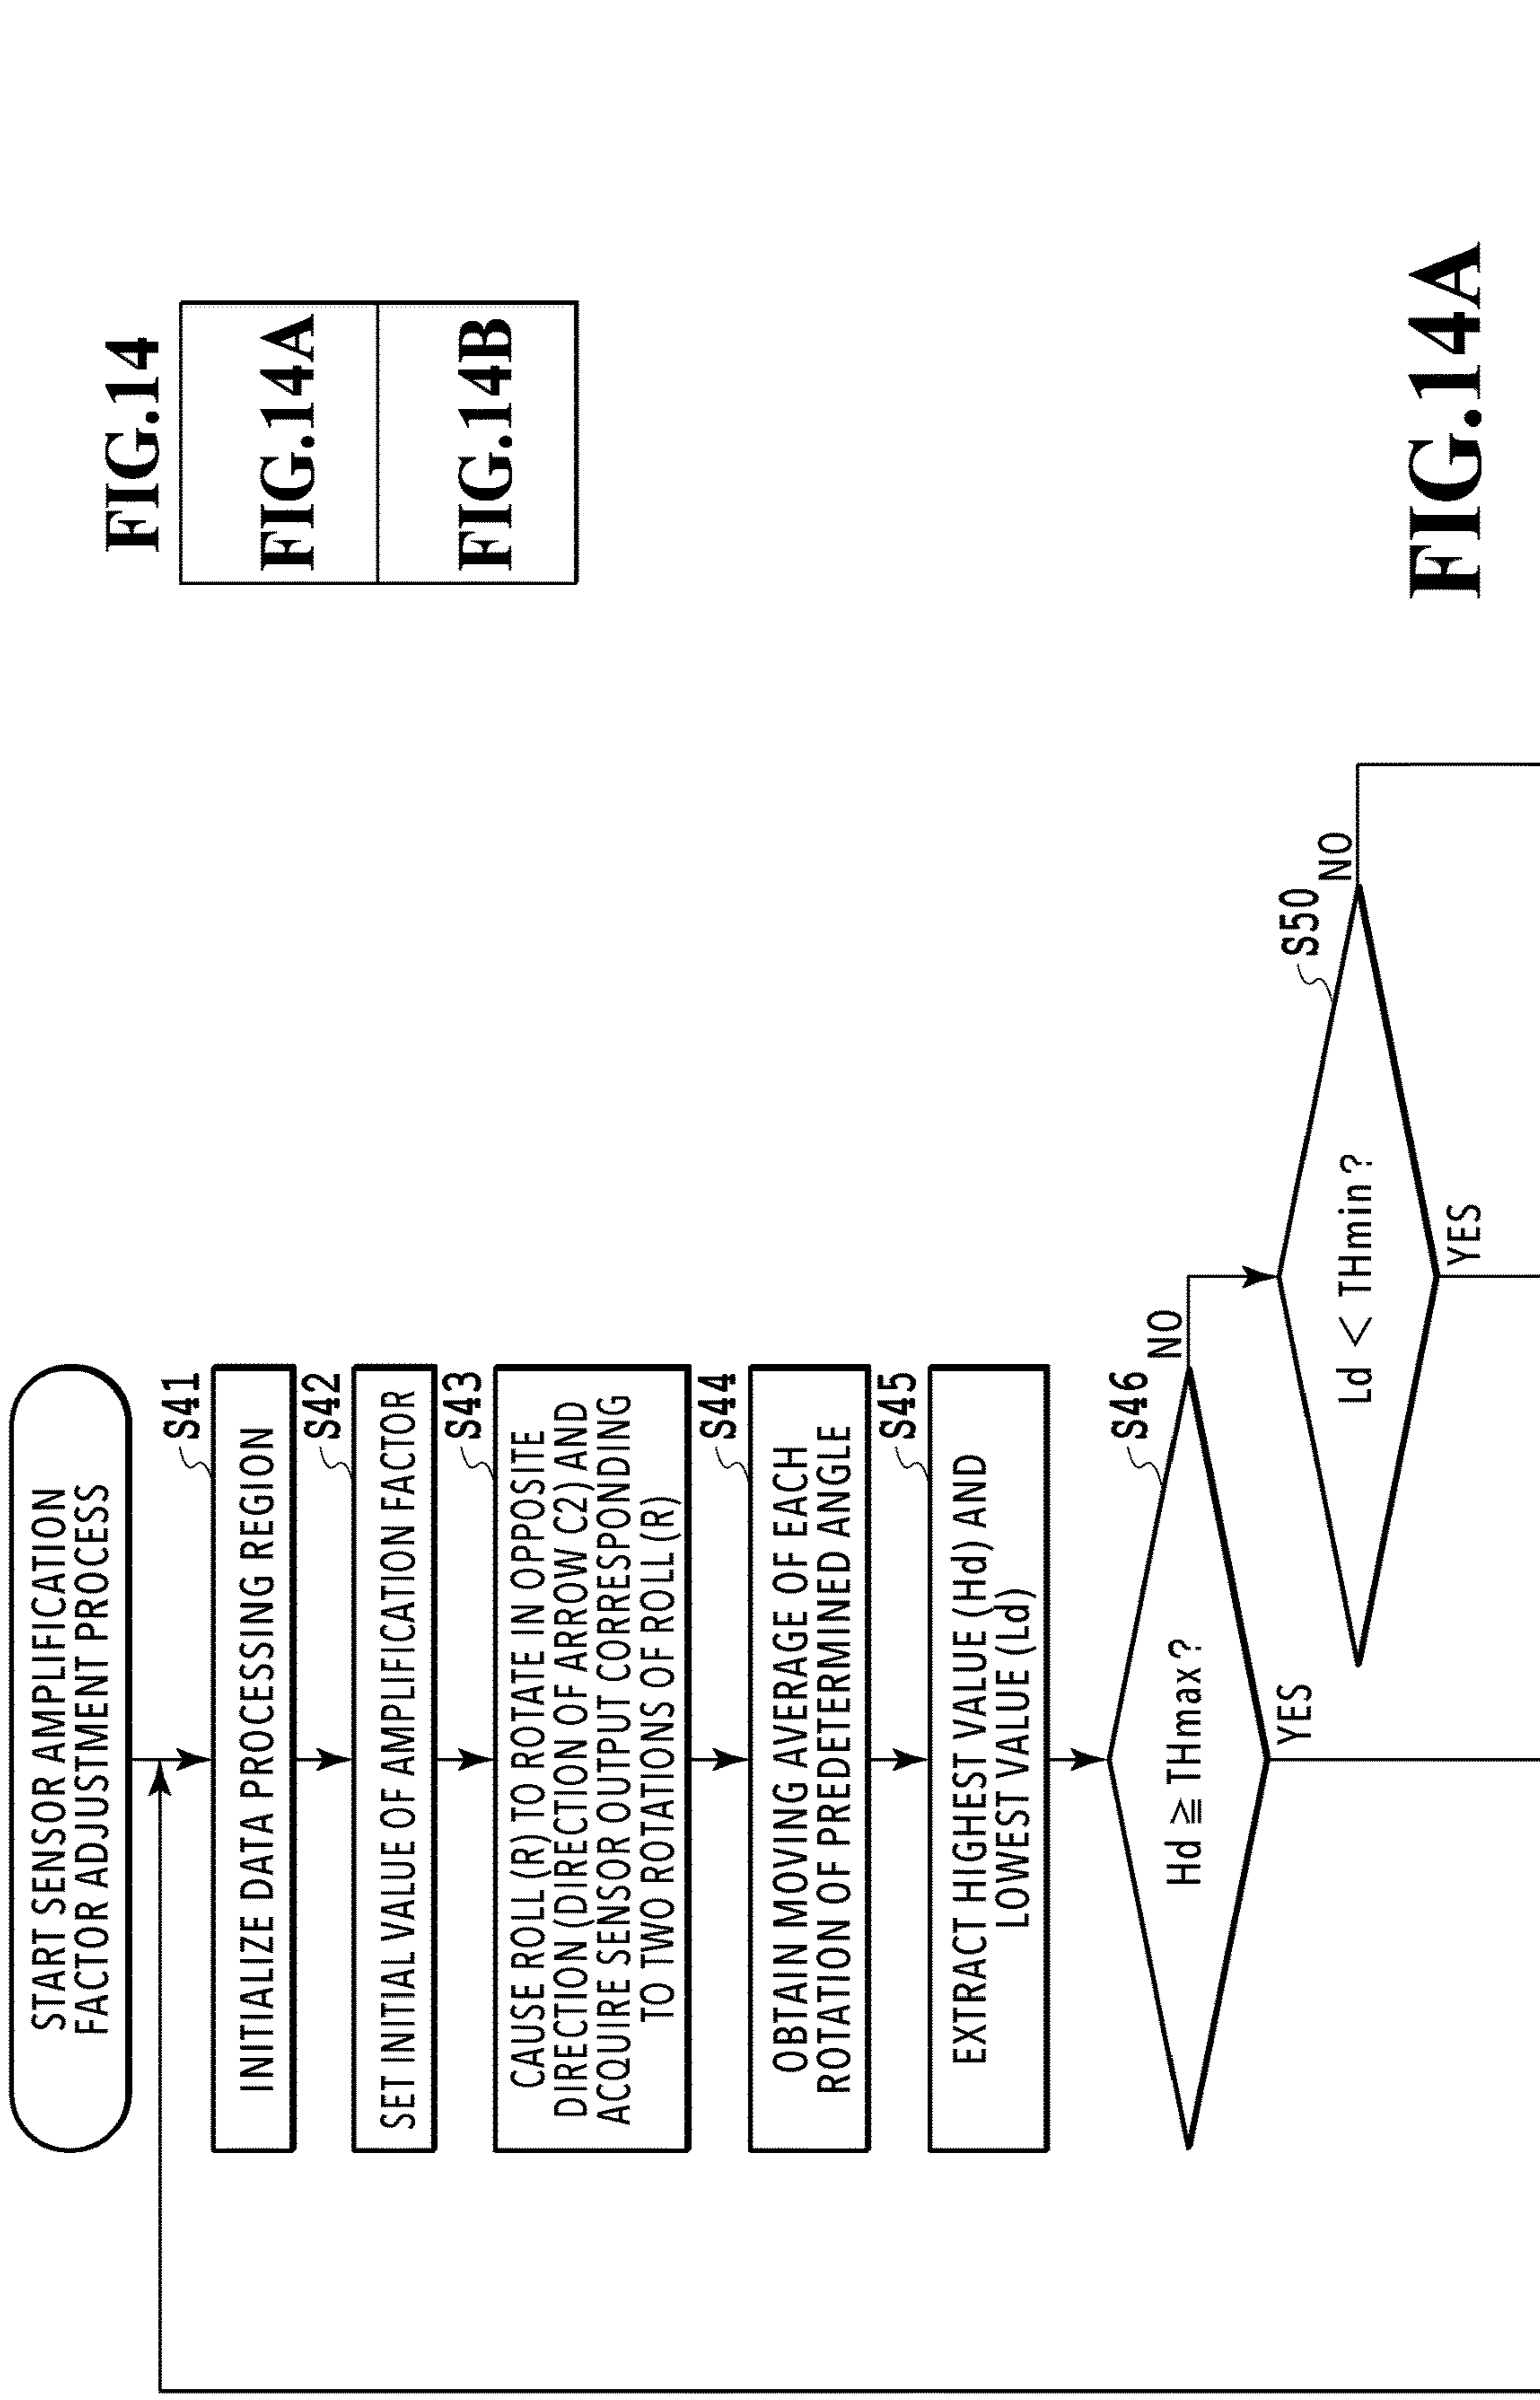 FIG.14
FIG.14A
FIG.14B
START SENSOR AMPLIFICATION
FACTOR ADJUSTMENT PROCESS
S41
INITIALIZE DATA PROCESSING REGION
S42
SET INITIAL VALUE OF AMPLIFICATION FACTOR
S43
CAUSE ROLL (R) TO ROTATE IN OPPOSITE
DIRECTION (DIRECTION OF ARROW C2) AND
ACQUIRE SENSOR OUTPUT CORRESPONDING
TO TWO ROTATIONS OF ROLL (R)
S44
OBTAIN MOVING AVERAGE OF EACH
ROTATION OF PREDETERMINED ANGLE
S45
EXTRACT HIGHEST VALUE (Hd) AND
LOWEST VALUE (Ld)
S46
Hd ≧ THmax?
NO
YES
S50
Ld < THmin?
NO
YES
FIG.14A